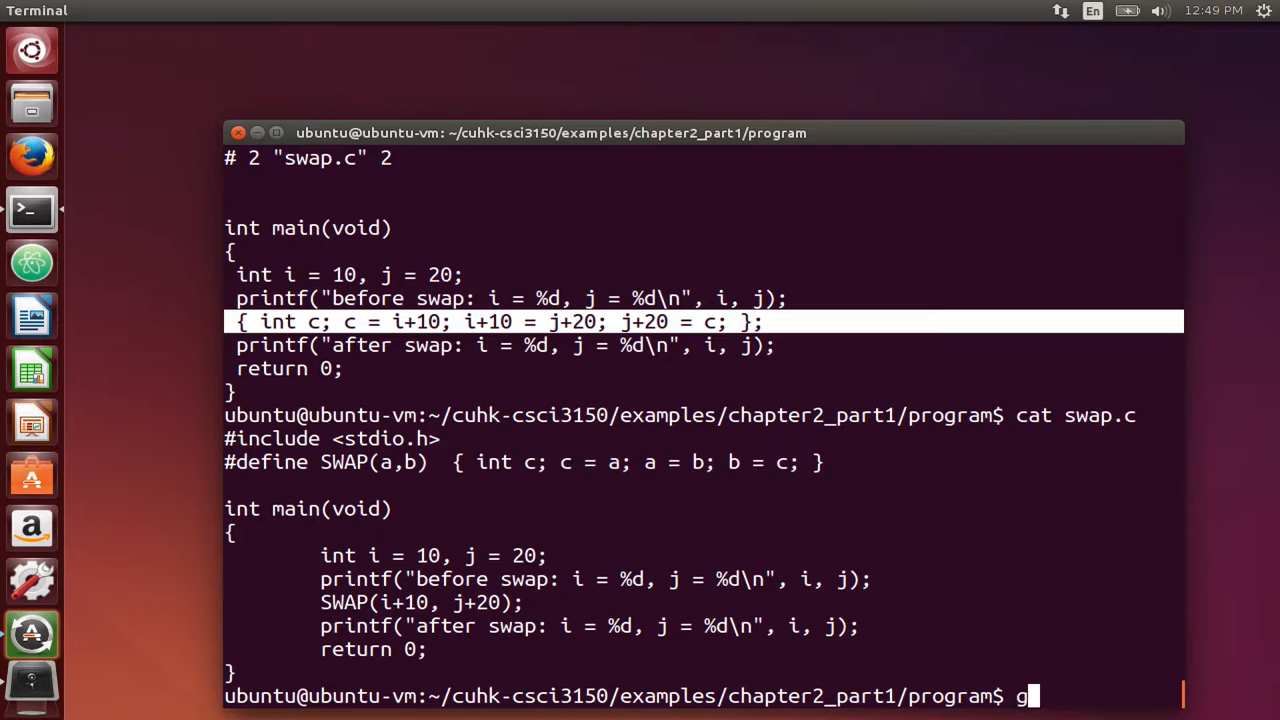 Terminal
En
12:49 PM
ubuntu@ubuntu-vm: ~/cuhk-csci3150/examples/chapter2_part1/program
# 2 "swap.c" 2
int main(void)
{
 int i = 10, j = 20;
 printf("before swap: i = %d, j = %d\n", i, j);
 { int c; c = i+10; i+10 = j+20; j+20 = c; };
 printf("after swap: i = %d, j = %d\n", i, j);
 return 0;
}
ubuntu@ubuntu-vm:~/cuhk-csci3150/examples/chapter2_part1/program$ cat swap.c
#include <stdio.h>
#define SWAP(a,b)  { int c; c = a; a = b; b = c; }
int main(void)
{
        int i = 10, j = 20;
        printf("before swap: i = %d, j = %d\n", i, j);
        SWAP(i+10, j+20);
        printf("after swap: i = %d, j = %d\n", i, j);
        return 0;
}
ubuntu@ubuntu-vm:~/cuhk-csci3150/examples/chapter2_part1/program$ g